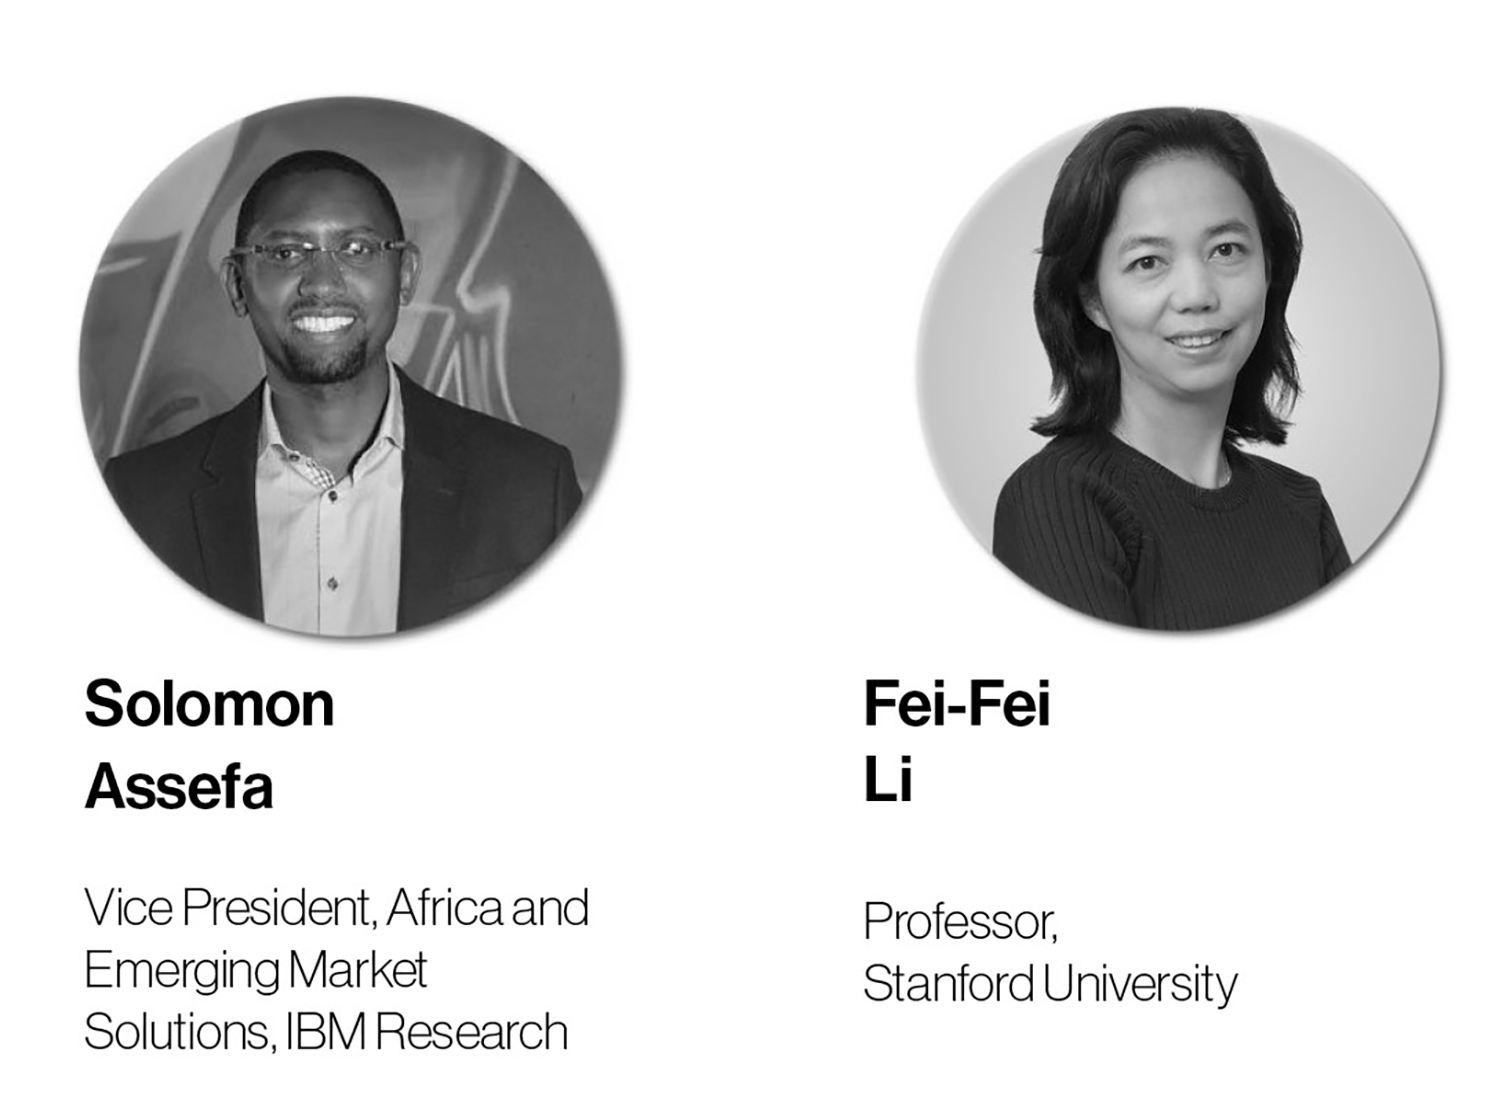 Solomon
Assefa
Vice President, Africa and
Emerging Market
Solutions, IBM Research
Fei-Fei
Li
Professor,
Stanford University